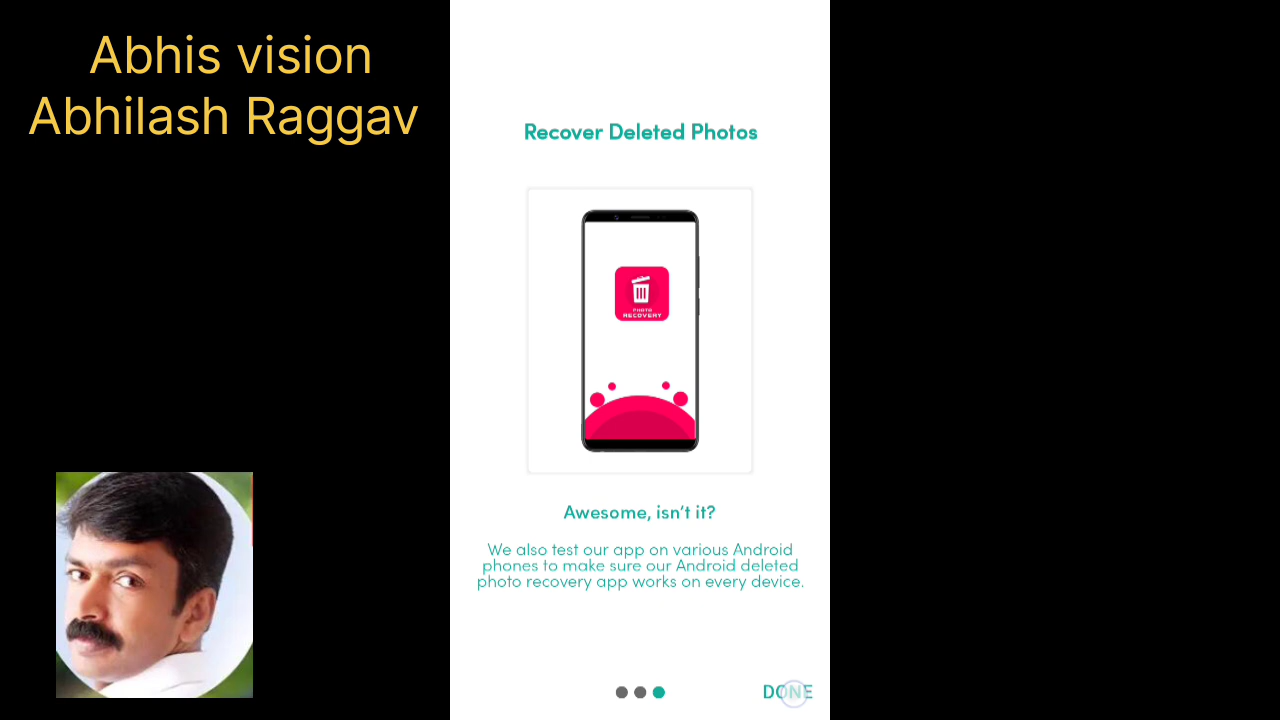 Abhis vision
Abhilash Raggav
Recover Deleted Photos
PHOTO
RECOVERY
Awesome, isn't it?
We also test our app on various Android
phones to make sure our Android deleted
photo recovery app works on every device.
DONE